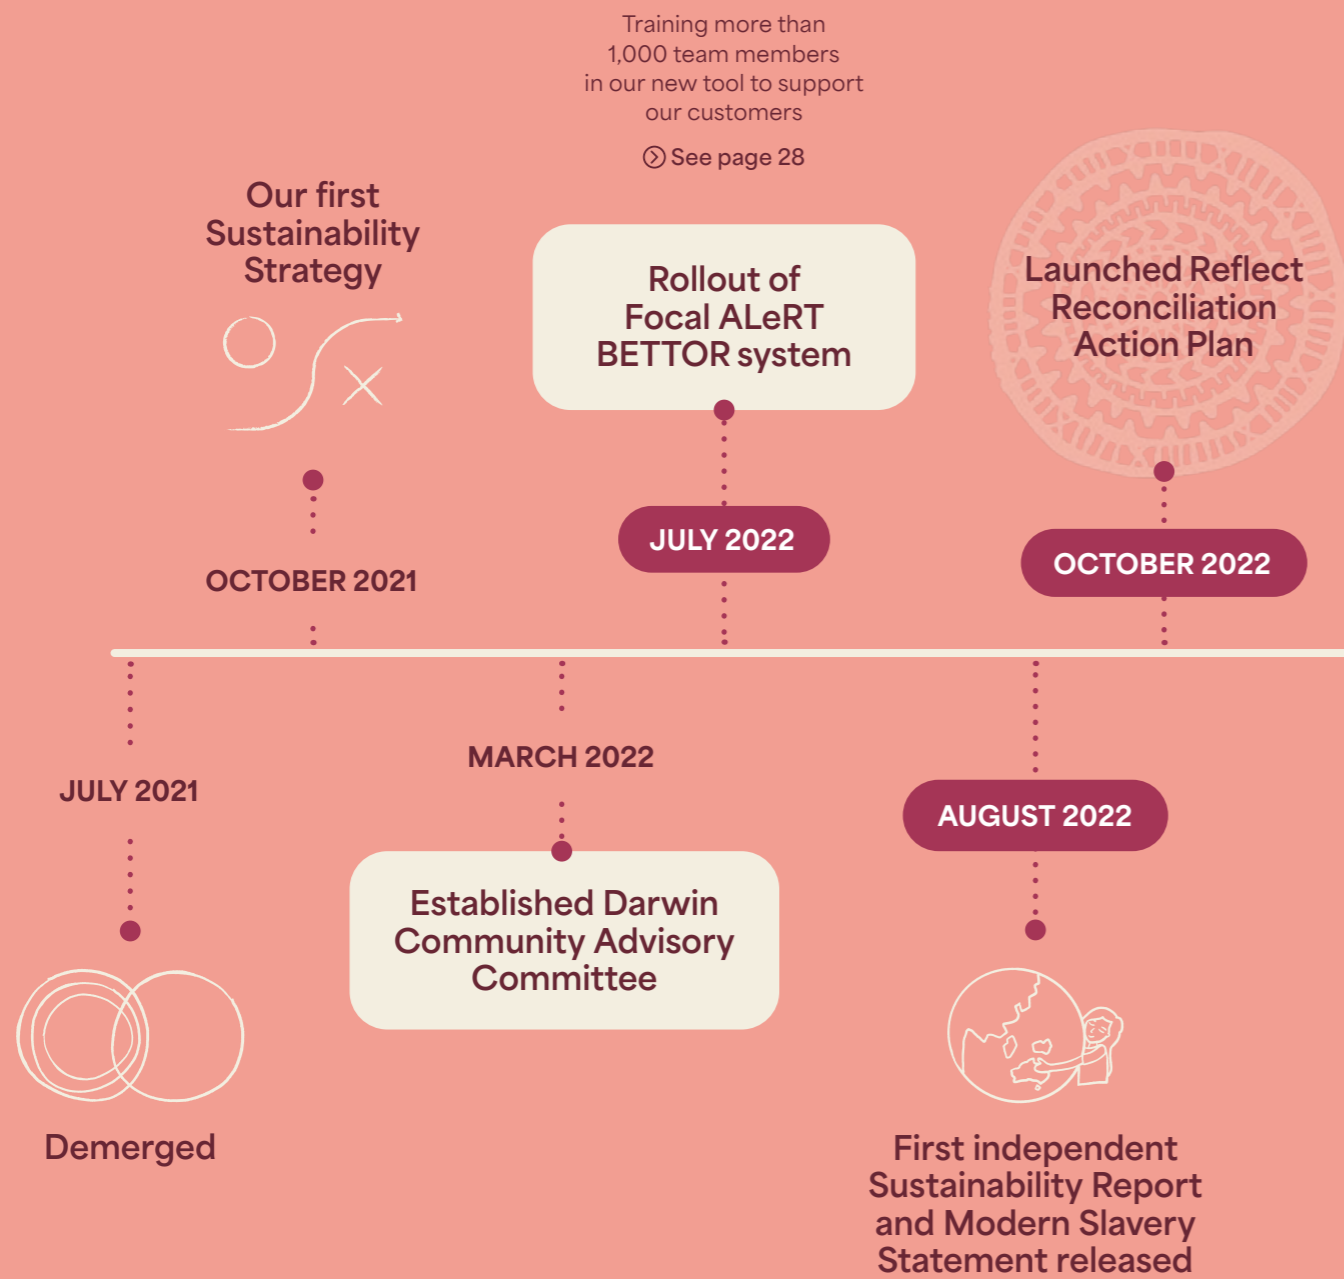 Training more than
1,000 team members
in our new tool to support
our customers
See page 28
Our first
Sustainability
Strategy
OCTOBER 2021
Rollout of
Focal ALeRT
BETTOR system
JULY 2022
Launched Reflect
Reconciliation
Action Plan
OCTOBER 2022
JULY 2021
Demerged
MARCH 2022
Established Darwin
Community Advisory
Committee
AUGUST 2022
First independent
Sustainability Report
and Modern Slavery
Statement released